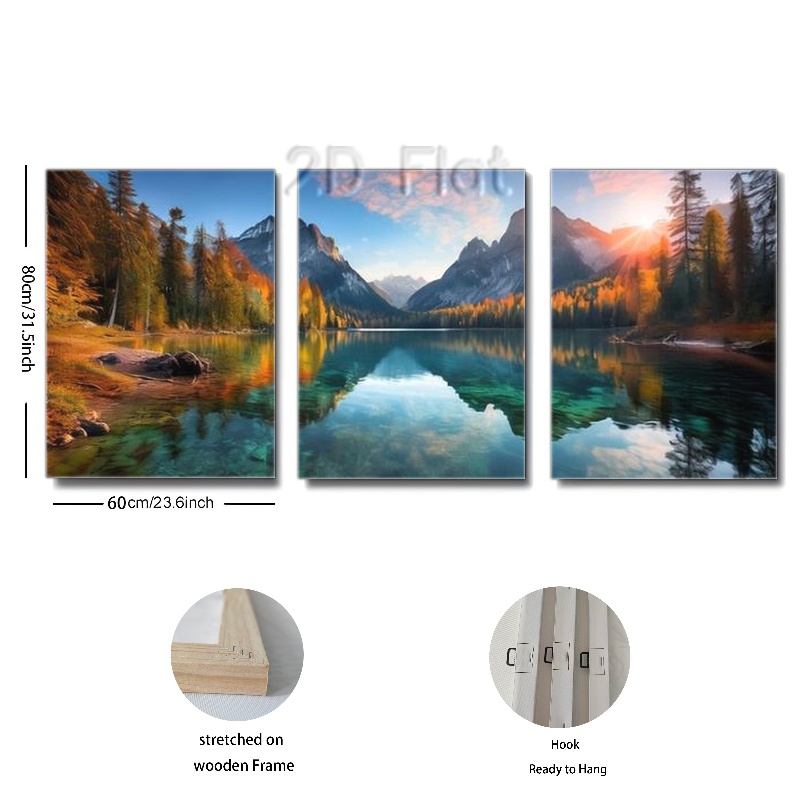 2D Flat
80cm/31.5inch
60cm/23.6inch
stretched on
wooden Frame
Hook
Ready to Hang